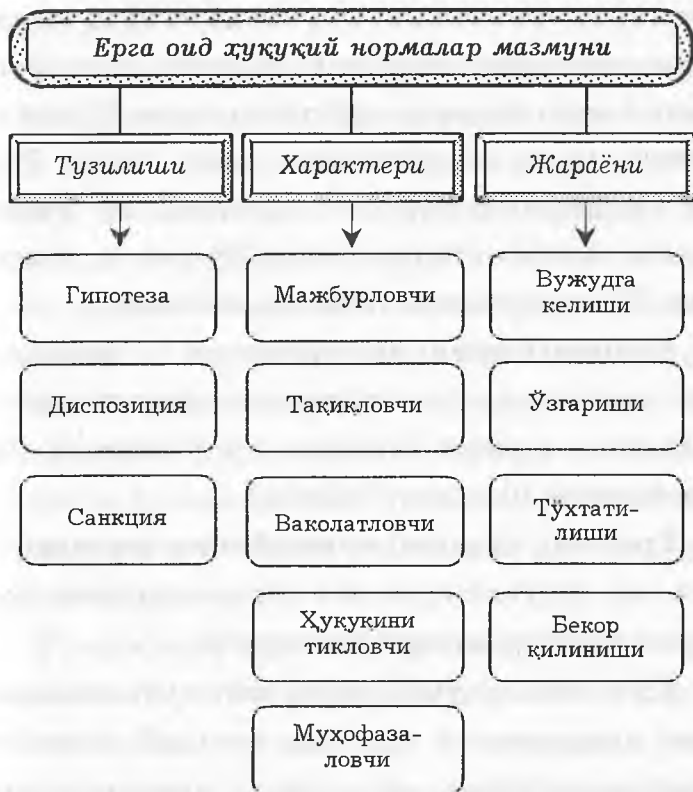 Ерга оид ҳуқуқий нормалар мазмуни
Тузилиши
Характери
Жараёни
Гипотеза
Мажбурловчи
Вужудга
келиши
Диспозиция
Тақиқловчи
Ўзгариши
Санкция
Ваколатловчи
Тўхтати-
лиши
Ҳуқуқини
тикловчи
Бекор
қилиниши
Муҳофаза-
ловчи